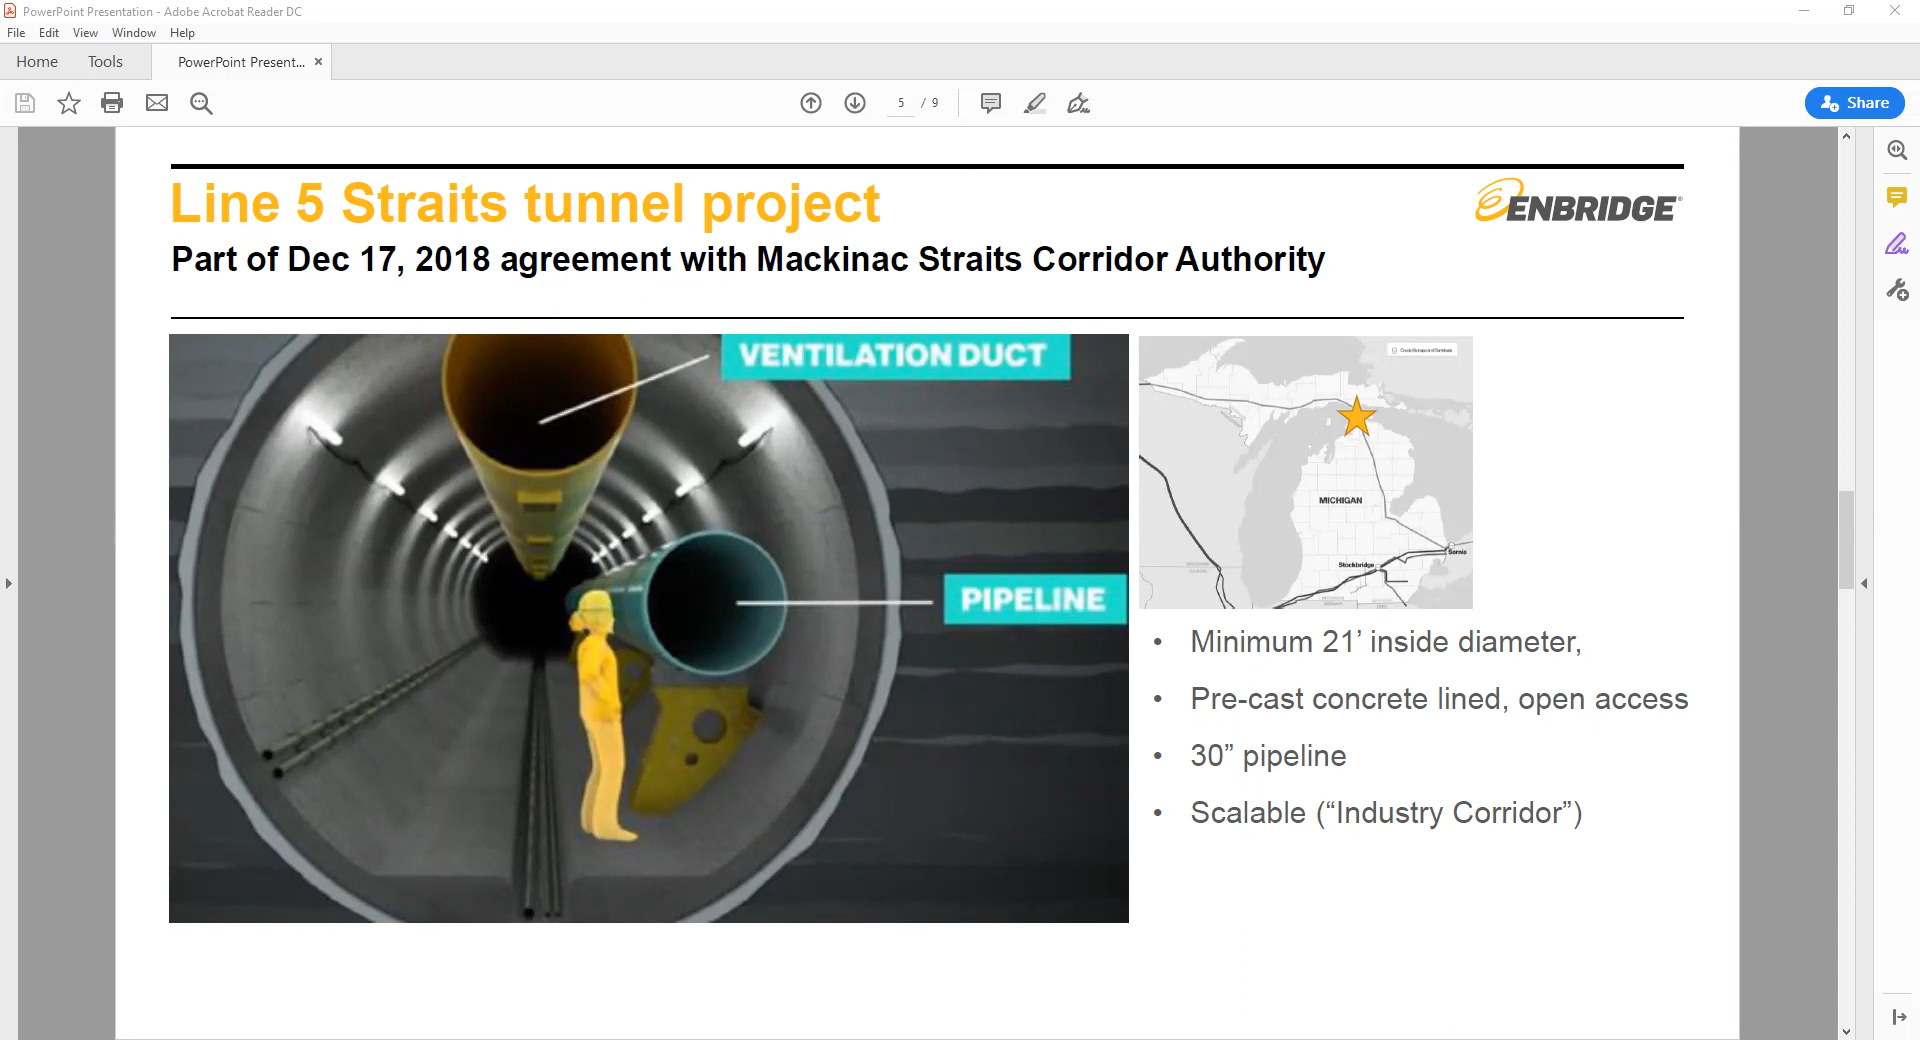 PowerPoint Presentation - Adobe Acrobat Reader DC
File Edit View Window Help
Home Tools PowerPoint Present...
5 / 9
Share
Line 5 Straits tunnel project
ENBRIDGE®
Part of Dec 17, 2018 agreement with Mackinac Straits Corridor Authority
VENTILATION DUCT
PIPELINE
MICHIGAN
Sarnia
Stockbridge
• Minimum 21’ inside diameter,
• Pre-cast concrete lined, open access
• 30” pipeline
• Scalable (“Industry Corridor”)